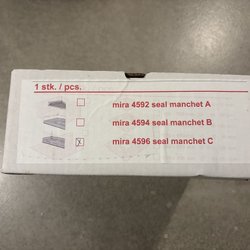 1 stk. / pcs.
mira 4592 seal manchet A
mira 4594 seal manchet B
mira 4596 seal manchet C